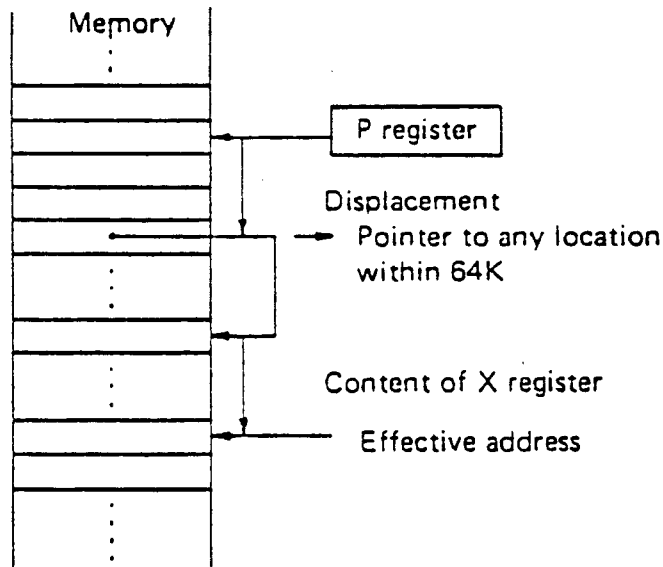 Memory
P register
Displacement
Pointer to any location
within 64K
Content of X register
Effective address